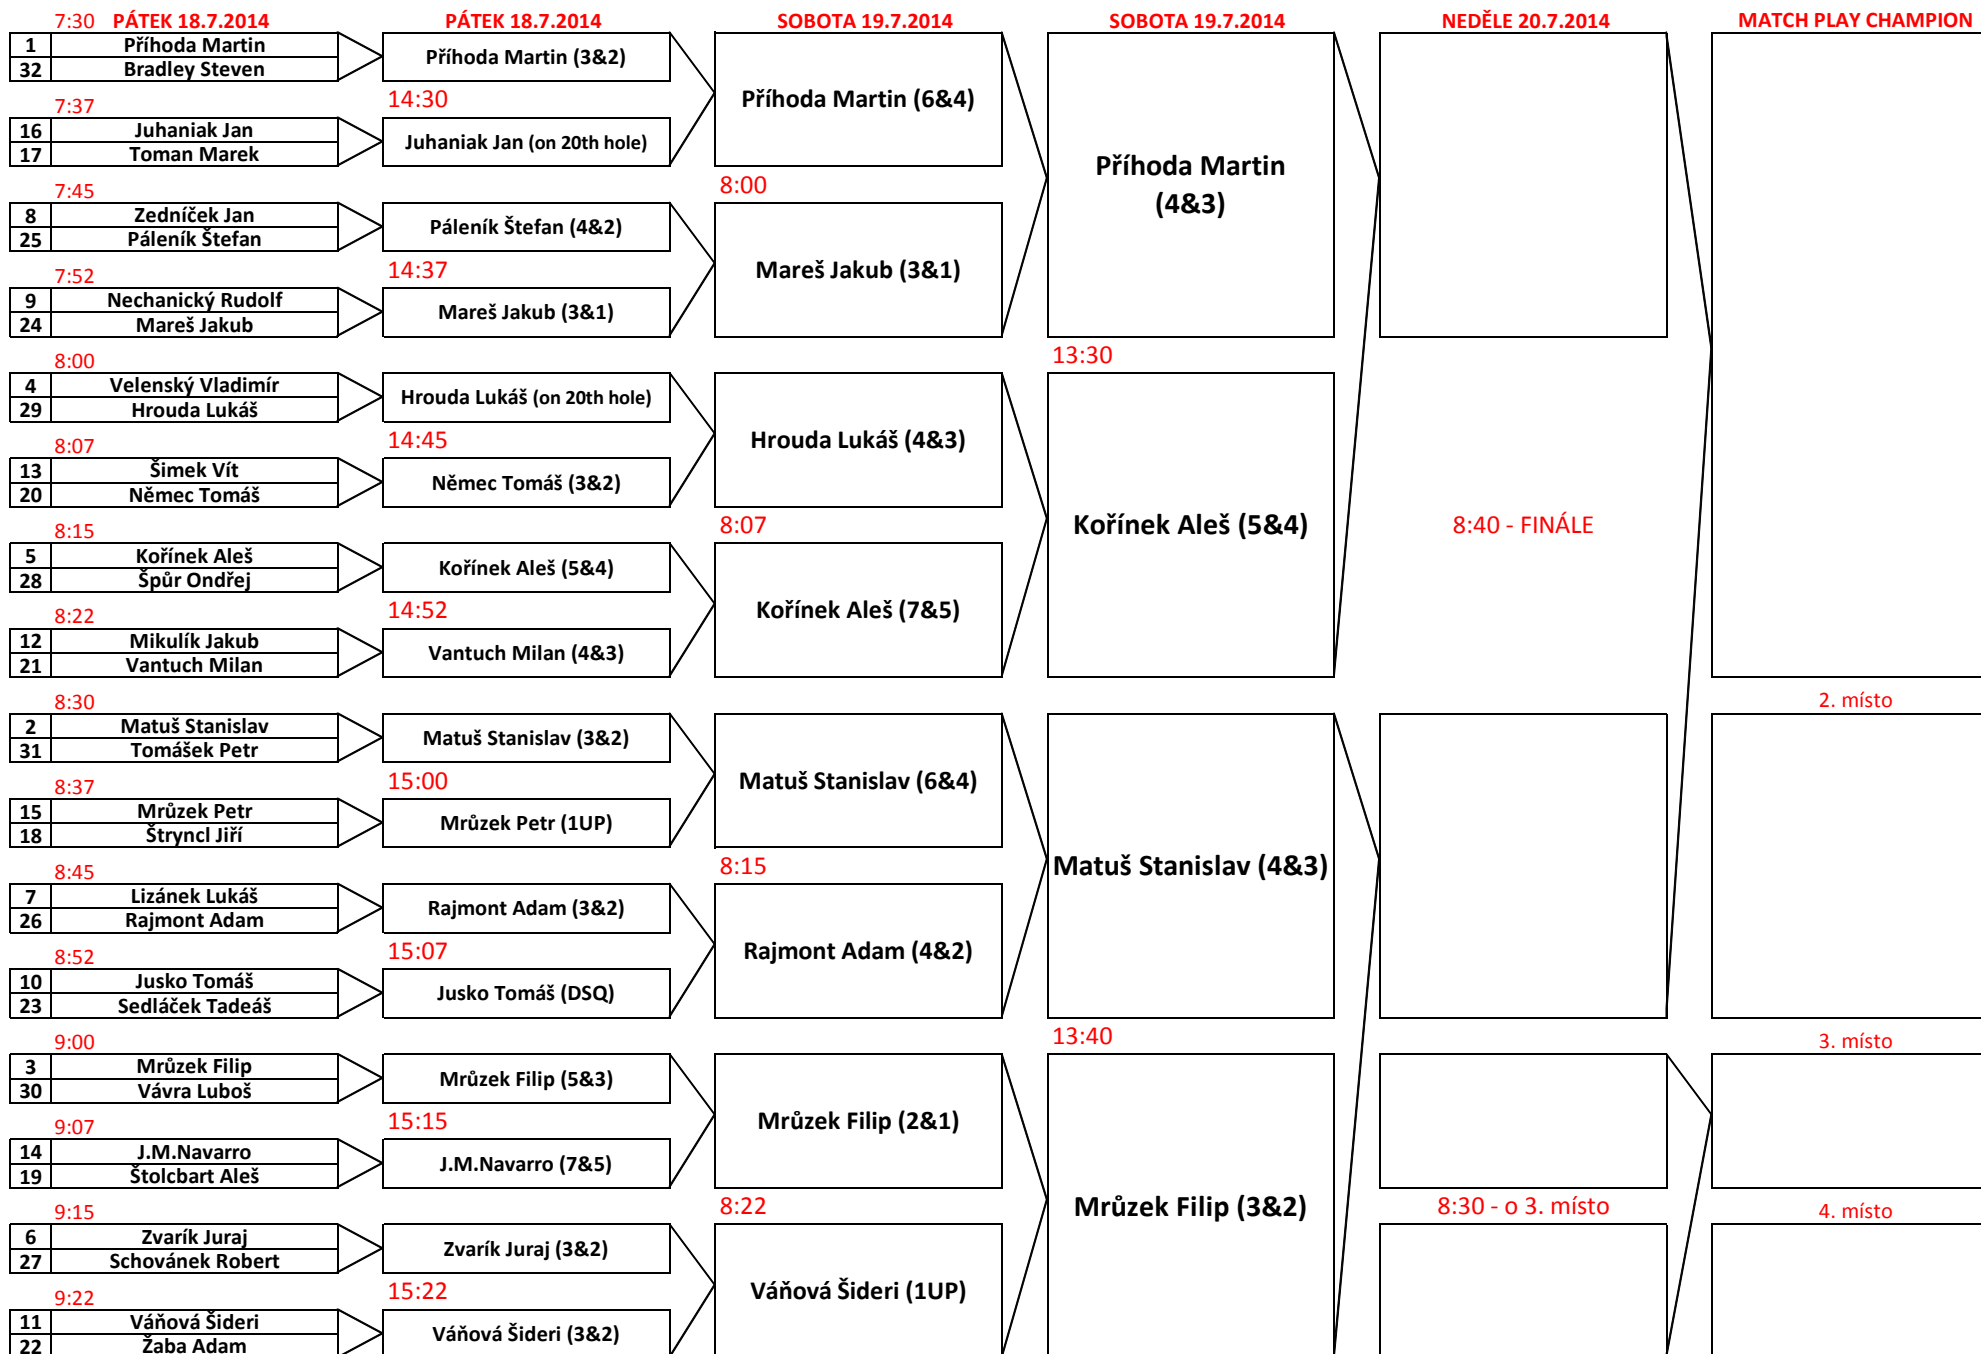 7:30 PÁTEK 18.7.2014 PÁTEK 18.7.2014 SOBOTA 19.7.2014 SOBOTA 19.7.2014 NEDĚLE 20.7.2014 MATCH PLAY CHAMPION
1 Příhoda Martin
32 Bradley Steven
Příhoda Martin (3&2)
7:37
14:30
16 Juhaniak Jan
17 Toman Marek
Juhaniak Jan (on 20th hole)
Příhoda Martin (6&4)
7:45
8:00
8 Zedníček Jan
25 Páleník Štefan
Páleník Štefan (4&2)
7:52
14:37
9 Nechanický Rudolf
24 Mareš Jakub
Mareš Jakub (3&1)
Mareš Jakub (3&1)
Příhoda Martin
(4&3)
8:00
13:30
4 Velenský Vladimír
29 Hrouda Lukáš
Hrouda Lukáš (on 20th hole)
8:07
14:45
13 Šimek Vít
20 Němec Tomáš
Němec Tomáš (3&2)
Hrouda Lukáš (4&3)
8:15
8:07
5 Kořínek Aleš
28 Špůr Ondřej
Kořínek Aleš (5&4)
8:22
14:52
12 Mikulík Jakub
21 Vantuch Milan
Vantuch Milan (4&3)
Kořínek Aleš (7&5)
Kořínek Aleš (5&4)
8:40 - FINÁLE
8:30
2. místo
2 Matuš Stanislav
31 Tomášek Petr
Matuš Stanislav (3&2)
8:37
15:00
15 Mrůzek Petr
18 Štryncl Jiří
Mrůzek Petr (1UP)
Matuš Stanislav (6&4)
8:45
8:15
7 Lizánek Lukáš
26 Rajmont Adam
Rajmont Adam (3&2)
8:52
15:07
10 Jusko Tomáš
23 Sedláček Tadeáš
Jusko Tomáš (DSQ)
Rajmont Adam (4&2)
Matuš Stanislav (4&3)
9:00
13:40
3. místo
3 Mrůzek Filip
30 Vávra Luboš
Mrůzek Filip (5&3)
9:07
15:15
14 J.M.Navarro
19 Štolcbart Aleš
J.M.Navarro (7&5)
Mrůzek Filip (2&1)
9:15
8:22
6 Zvarík Juraj
27 Schovánek Robert
Zvarík Juraj (3&2)
9:22
15:22
11 Váňová Šideri
22 Žaba Adam
Váňová Šideri (3&2)
Váňová Šideri (1UP)
Mrůzek Filip (3&2)
8:30 - o 3. místo
4. místo